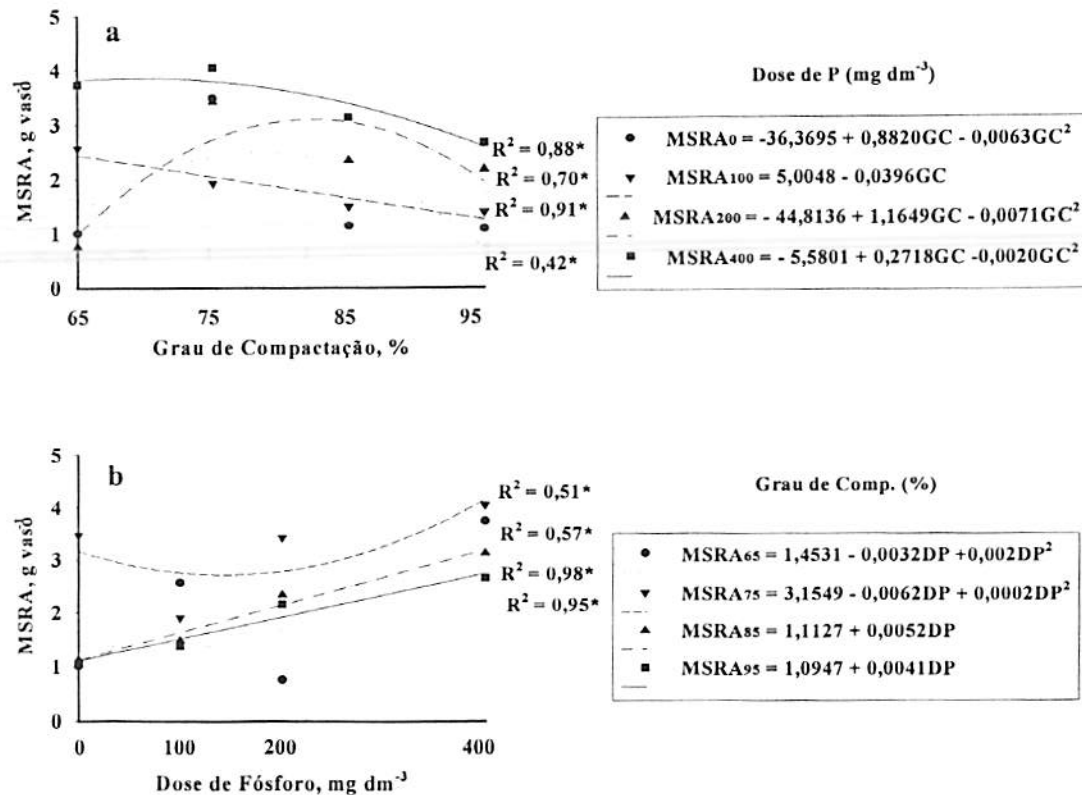 a
5
4
3
2
1
0
MSRA, g vaso
65 75 85 95
Grau de Compactação, %
R² = 0,88*
R² = 0,70*
R² = 0,91*
R² = 0,42*
Dose de P (mg dm⁻³)
MSRA₀ = -36,3695 + 0,8820GC - 0,0063GC²
MSRA₁₀₀ = 5,0048 - 0,0396GC
MSRA₂₀₀ = - 44,8136 + 1,1649GC - 0,0071GC²
MSRA₄₀₀ = - 5,5801 + 0,2718GC -0,0020GC²
b
5
4
3
2
1
0
MSRA, g vaso
0 100 200 400
Dose de Fósforo, mg dm⁻³
R² = 0,51*
R² = 0,57*
R² = 0,98*
R² = 0,95*
Grau de Comp. (%)
MSRA₆₅ = 1,4531 - 0,0032DP +0,002DP²
MSRA₇₅ = 3,1549 - 0,0062DP + 0,0002DP²
MSRA₈₅ = 1,1127 + 0,0052DP
MSRA₉₅ = 1,0947 + 0,0041DP